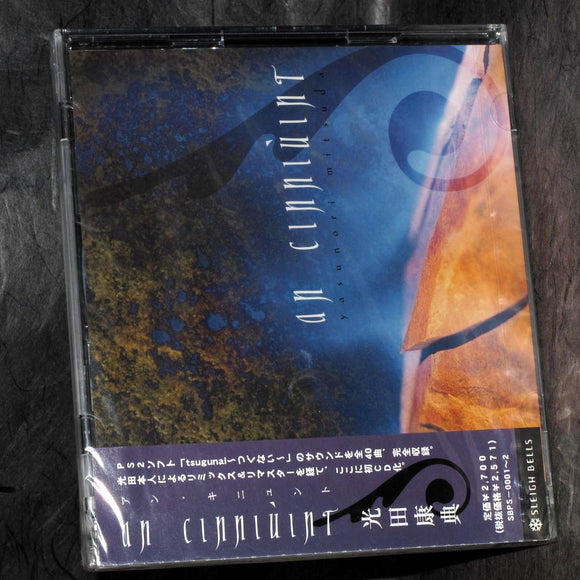 an cinniùint
yasunori mitsuda
PS2ソフト「tsugunai〜つぐない〜」のサウンドを全40曲、完全収録。
光田本人によるリミックス&リマスターを経て、ここに初CD化。
アン・キニュント
an cinniùint
光田康典
定価¥2,700
(税抜価格¥2,571)
SBPS-0001〜2
SLEIGH BELLS